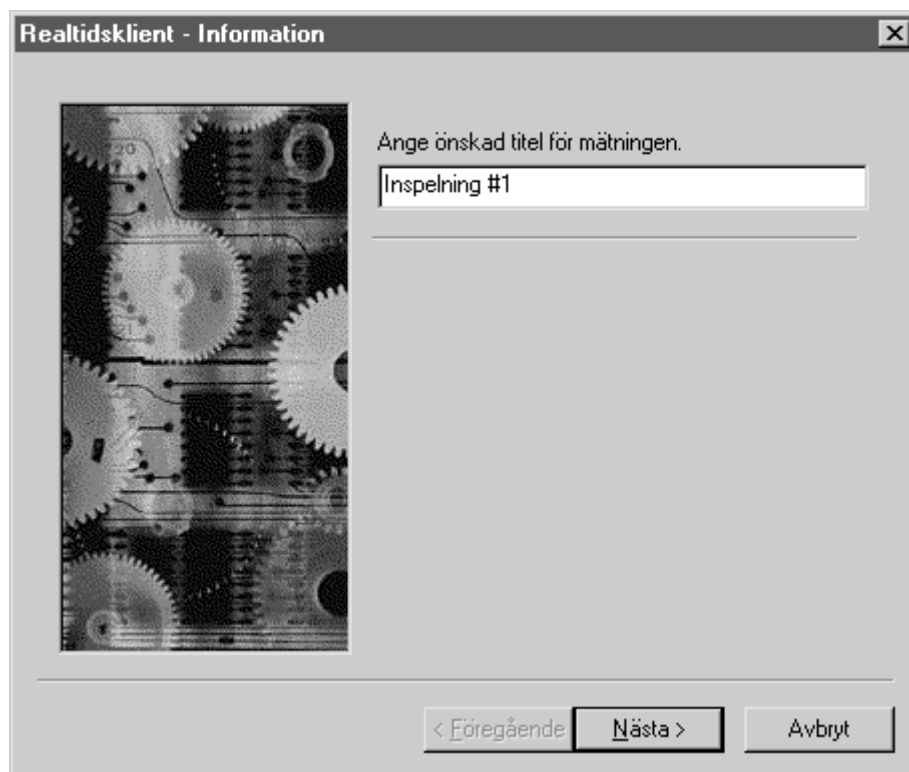 Realtidsklient - Information
Ange önskad titel för mätningen.
Inspelning #1
< Föregående
Nästa >
Avbryt